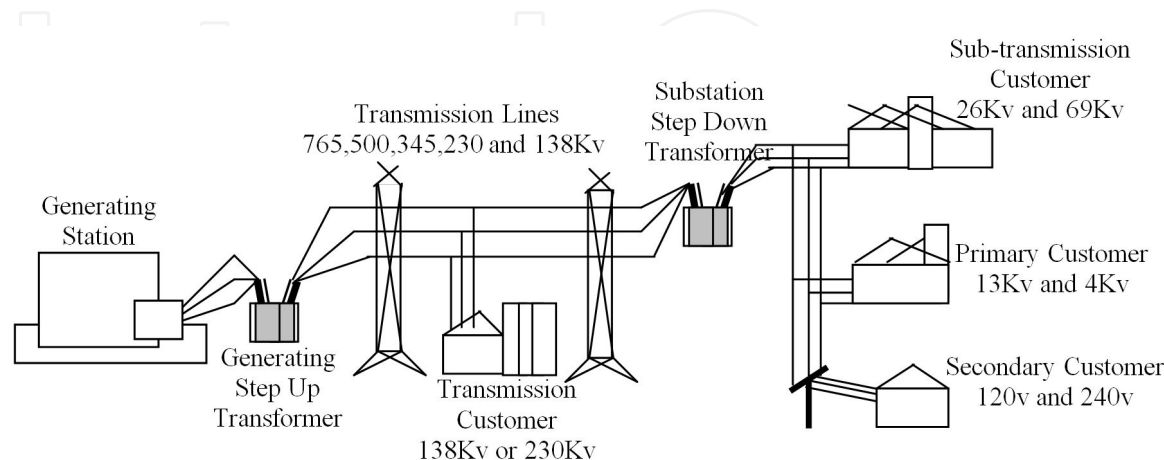 Generating
Station
Generating
Step Up
Transformer
Transmission Lines
765,500,345,230 and 138Kv
Transmission
Customer
138Kv or 230Kv
Substation
Step Down
Transformer
Sub-transmission
Customer
26Kv and 69Kv
Primary Customer
13Kv and 4Kv
Secondary Customer
120v and 240v